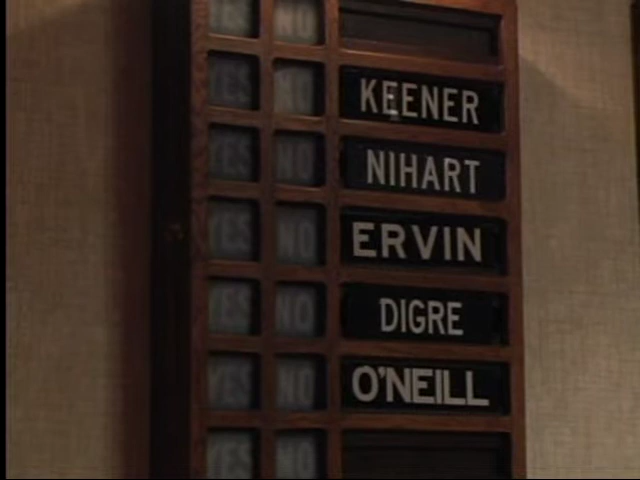 YES NO
YES NO KEENER
YES NO NIHART
YES NO ERVIN
YES NO DIGRE
YES NO O'NEILL
YES NO